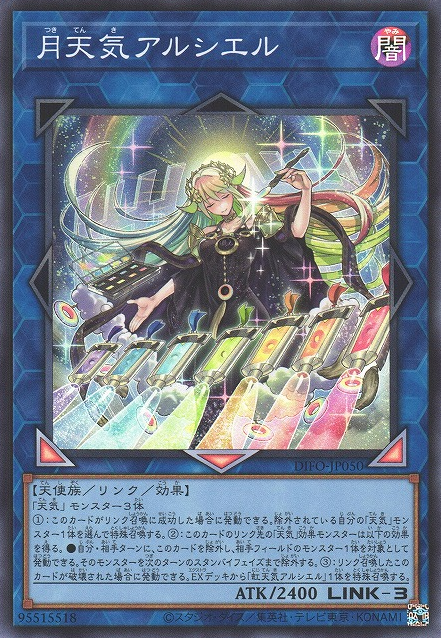 月天気アルシエル
闇
DIFO-JP050
【天使族／リンク／効果】
「天気」モンスター３体
①：このカードがリンク召喚に成功した場合に発動できる。除外されている自分の「天気」モン
スター１体を選んで特殊召喚する。②：このカードのリンク先の「天気」効果モンスターは以下の効果
を得る。●自分・相手ターンに、このカードを除外し、相手フィールドのモンスター１体を対象として
発動できる。そのモンスターを次のターンのスタンバイフェイズまで除外する。③：リンク召喚したこの
カードが破壊された場合に発動できる。EXデッキから「虹天気アルシエル」１体を特殊召喚する。
ATK/2400 LINK-3
95515518 ©スタジオ・ダイス/集英社・テレビ東京・KONAMI